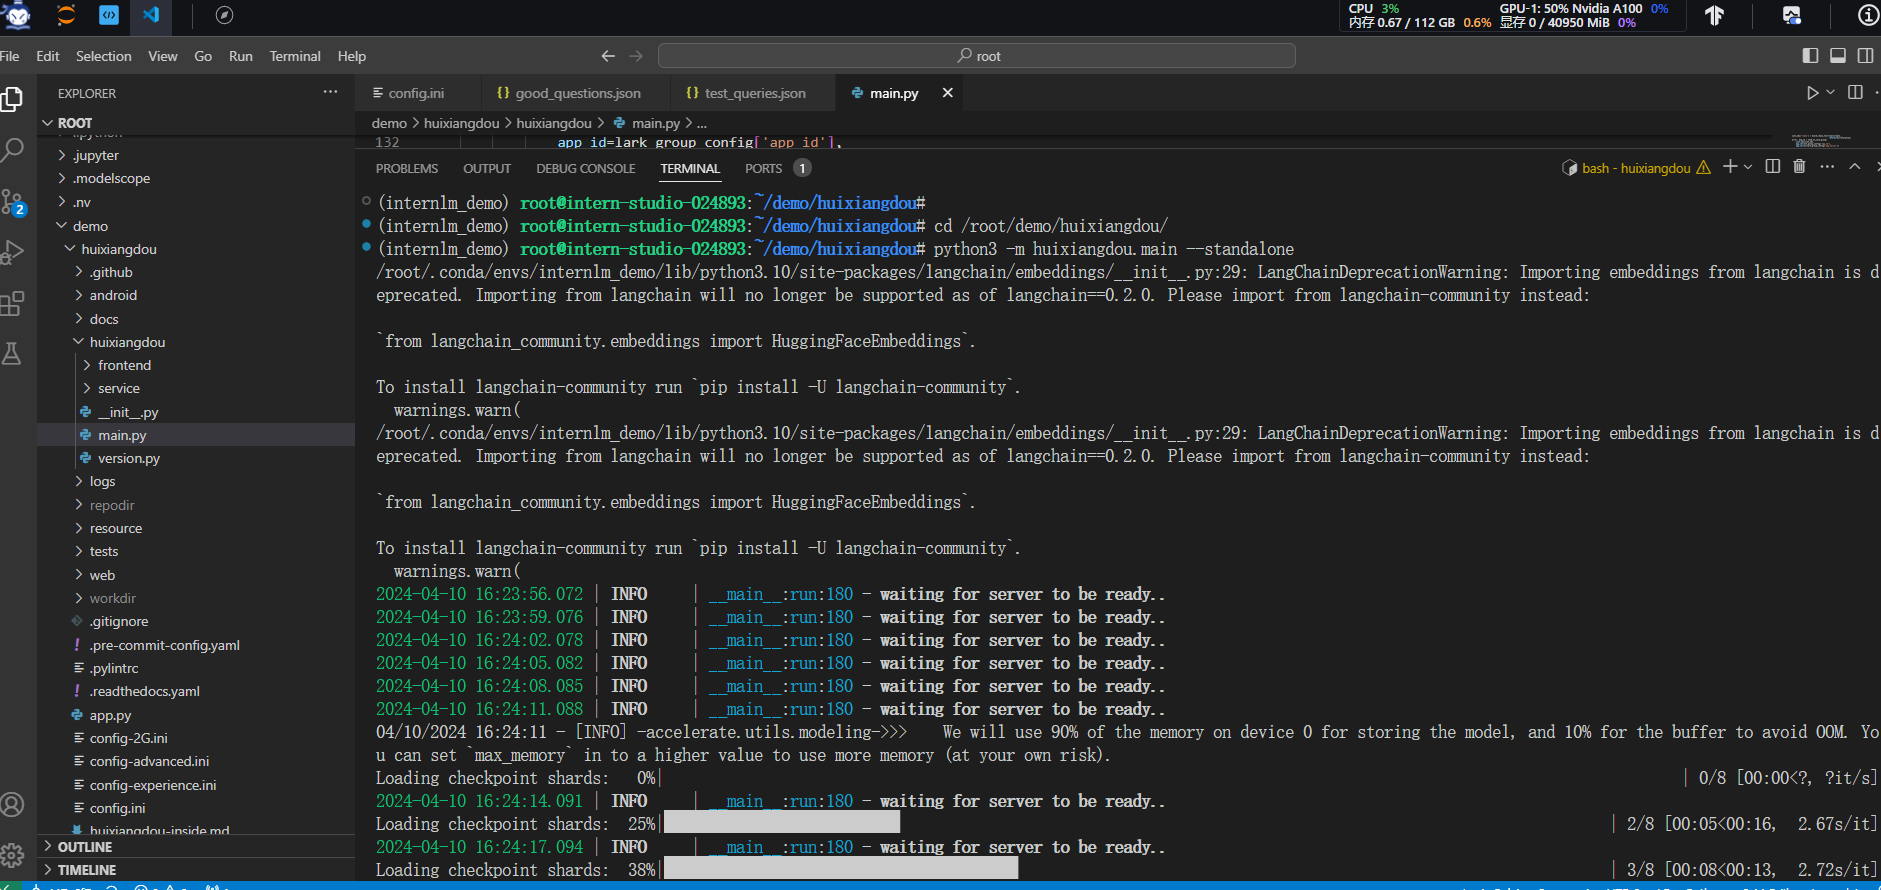 CPU 3% GPU-1: 50% Nvidia A100 0%
内存 0.67 / 112 GB 0.6% 显存 0 / 40950 MiB 0%
File Edit Selection View Go Run Terminal Help
root
EXPLORER
config.ini good_questions.json test_queries.json main.py
ROOT
demo > huixiangdou > huixiangdou > main.py > ...
.ipython
132 app_id=lark_group_config['app_id'],
.jupyter
.modelscope
.nv
demo
huixiangdou
.github
android
docs
huixiangdou
frontend
service
__init__.py
main.py
version.py
logs
repodir
resource
tests
web
workdir
.gitignore
.pre-commit-config.yaml
.pylintrc
.readthedocs.yaml
app.py
config-2G.ini
config-advanced.ini
config-experience.ini
config.ini
huixiangdou-inside.md
OUTLINE
TIMELINE
2
PROBLEMS OUTPUT DEBUG CONSOLE TERMINAL PORTS 1
bash - huixiangdou
(internlm_demo) root@intern-studio-024893:~/demo/huixiangdou#
(internlm_demo) root@intern-studio-024893:~/demo/huixiangdou# cd /root/demo/huixiangdou/
(internlm_demo) root@intern-studio-024893:~/demo/huixiangdou# python3 -m huixiangdou.main --standalone
/root/.conda/envs/internlm_demo/lib/python3.10/site-packages/langchain/embeddings/__init__.py:29: LangChainDeprecationWarning: Importing embeddings from langchain is d
eprecated. Importing from langchain will no longer be supported as of langchain==0.2.0. Please import from langchain-community instead:
`from langchain_community.embeddings import HuggingFaceEmbeddings`.
To install langchain-community run `pip install -U langchain-community`.
warnings.warn(
/root/.conda/envs/internlm_demo/lib/python3.10/site-packages/langchain/embeddings/__init__.py:29: LangChainDeprecationWarning: Importing embeddings from langchain is d
eprecated. Importing from langchain will no longer be supported as of langchain==0.2.0. Please import from langchain-community instead:
`from langchain_community.embeddings import HuggingFaceEmbeddings`.
To install langchain-community run `pip install -U langchain-community`.
warnings.warn(
2024-04-10 16:23:56.072 | INFO | __main__:run:180 - waiting for server to be ready..
2024-04-10 16:23:59.076 | INFO | __main__:run:180 - waiting for server to be ready..
2024-04-10 16:24:02.078 | INFO | __main__:run:180 - waiting for server to be ready..
2024-04-10 16:24:05.082 | INFO | __main__:run:180 - waiting for server to be ready..
2024-04-10 16:24:08.085 | INFO | __main__:run:180 - waiting for server to be ready..
2024-04-10 16:24:11.088 | INFO | __main__:run:180 - waiting for server to be ready..
04/10/2024 16:24:11 - [INFO] -accelerate.utils.modeling->>> We will use 90% of the memory on device 0 for storing the model, and 10% for the buffer to avoid OOM. Yo
u can set `max_memory` in to a higher value to use more memory (at your own risk).
Loading checkpoint shards: 0%| | 0/8 [00:00<?, ?it/s]
2024-04-10 16:24:14.091 | INFO | __main__:run:180 - waiting for server to be ready..
Loading checkpoint shards: 25%| | 2/8 [00:05<00:16, 2.67s/it]
2024-04-10 16:24:17.094 | INFO | __main__:run:180 - waiting for server to be ready..
Loading checkpoint shards: 38%| | 3/8 [00:08<00:13, 2.72s/it]